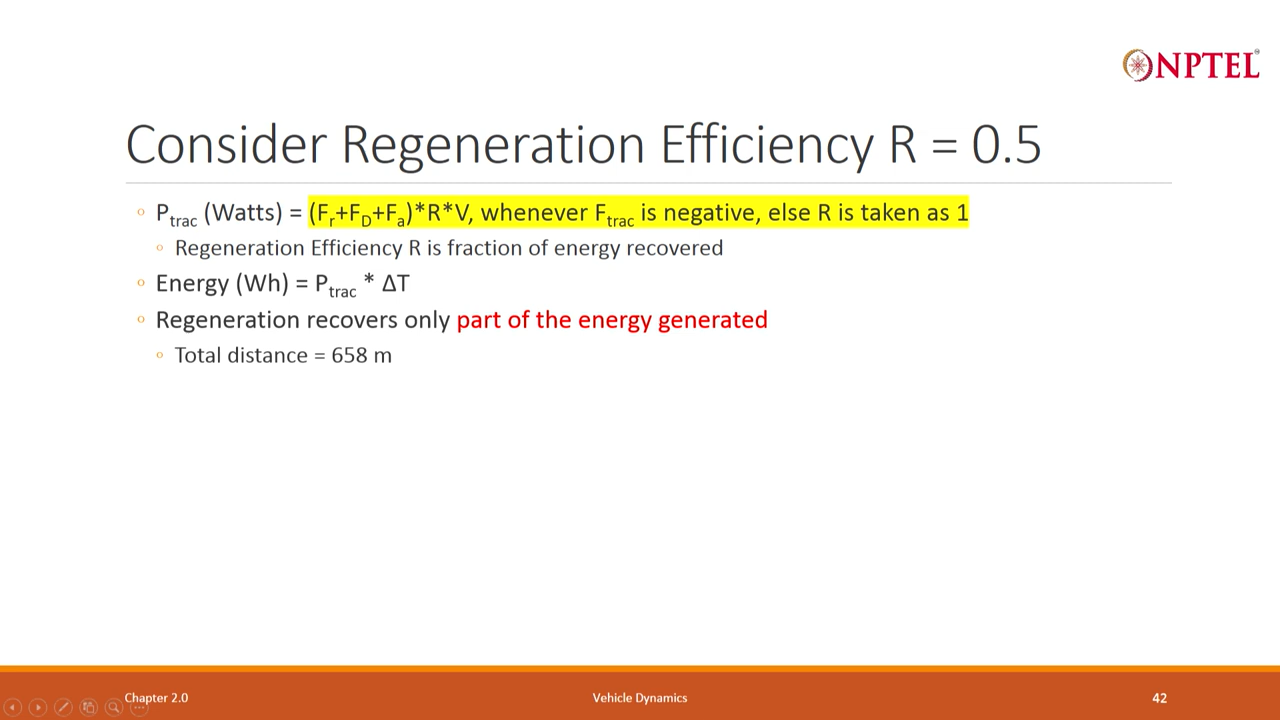 NPTEL
Consider Regeneration Efficiency R = 0.5
Ptrac (Watts) = (Fr+FD+Fa)*R*V, whenever Ftrac is negative, else R is taken as 1
Regeneration Efficiency R is fraction of energy recovered
Energy (Wh) = Ptrac * ΔT
Regeneration recovers only part of the energy generated
Total distance = 658 m
Chapter 2.0
Vehicle Dynamics
42